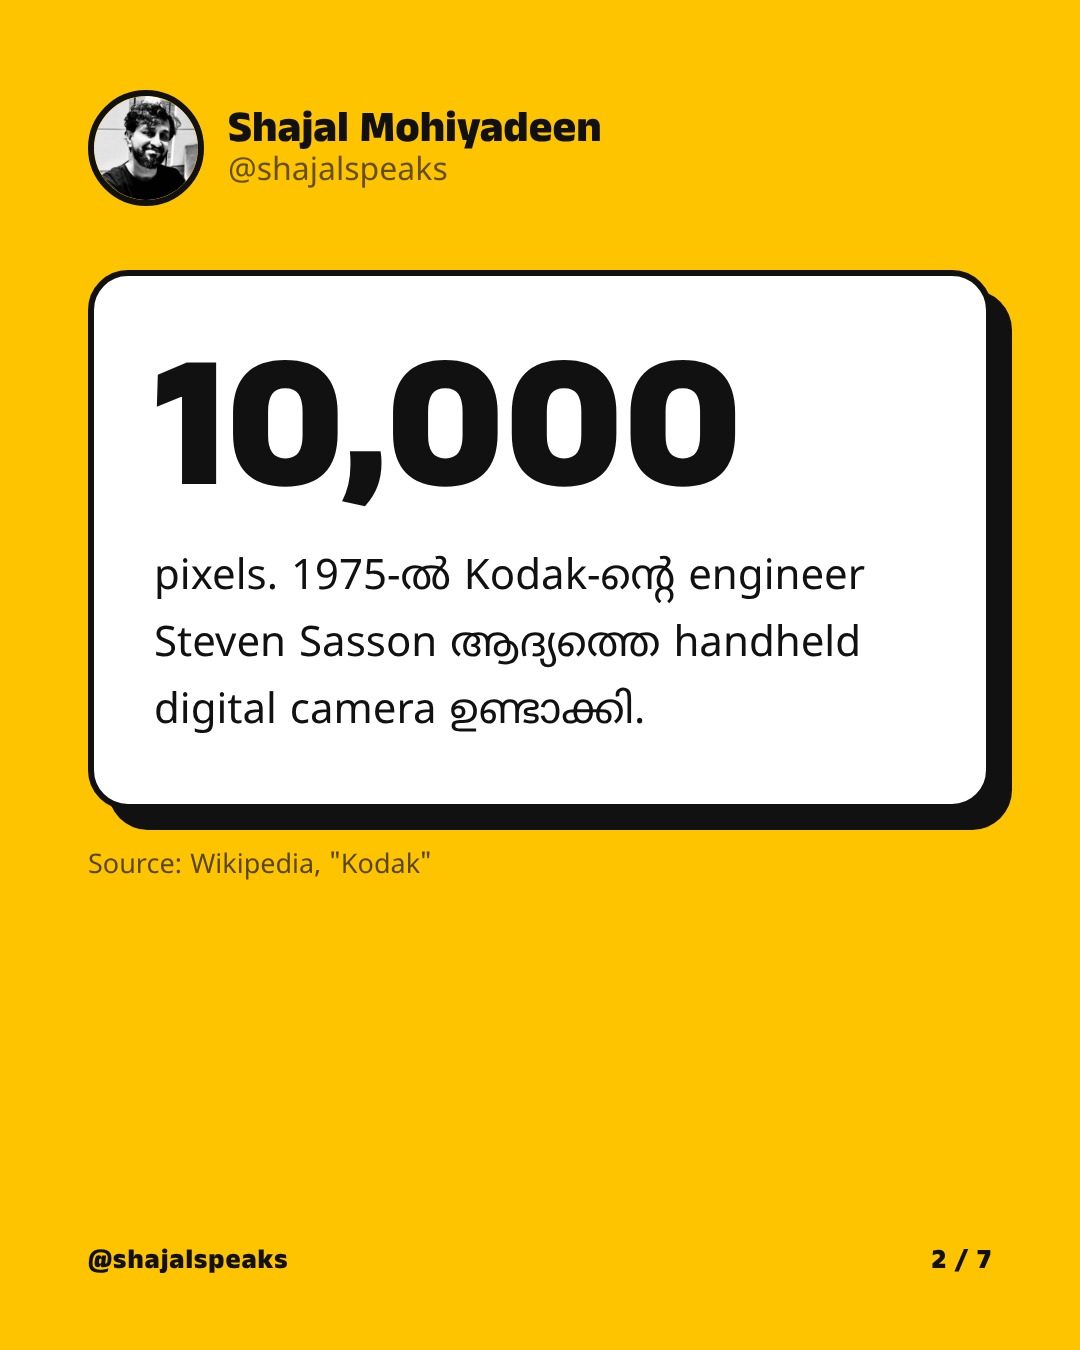 Shajal Mohiyadeen
@shajalspeaks
10,000
pixels. 1975-ൽ Kodak-ന്റെ engineer
Steven Sasson ആദ്യത്തെ handheld
digital camera ഉണ്ടാക്കി.
Source: Wikipedia, "Kodak"
@shajalspeaks
2 / 7